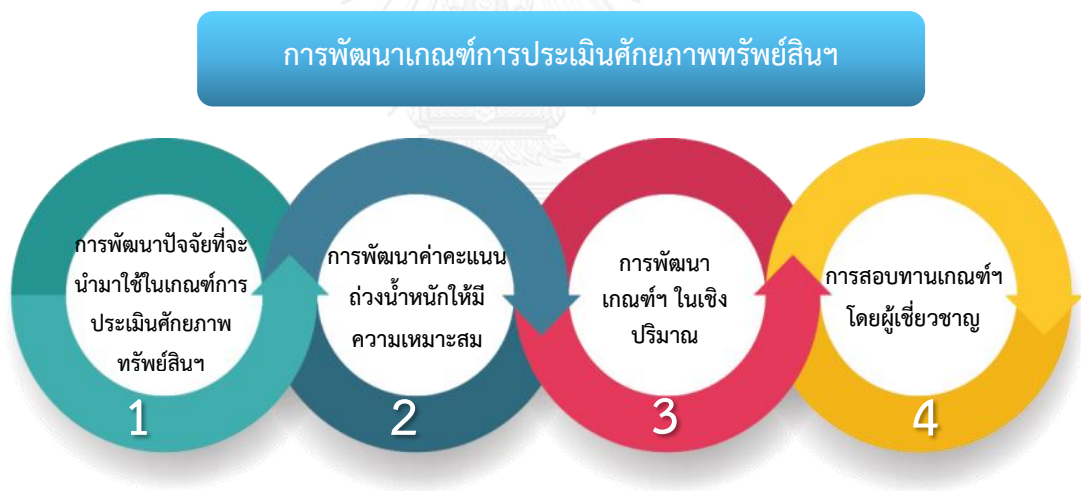 การพัฒนาเกณฑ์การประเมินศักยภาพทรัพย์สินฯ
การพัฒนาปัจจัยที่จะ
นำมาใช้ในเกณฑ์การ
ประเมินศักยภาพ
ทรัพย์สินฯ
1
การพัฒนาค่าคะแนน
ถ่วงน้ำหนักให้มี
ความเหมาะสม
2
การพัฒนา
เกณฑ์ฯ ในเชิง
ปริมาณ
3
การสอบทานเกณฑ์ฯ
โดยผู้เชี่ยวชาญ
4